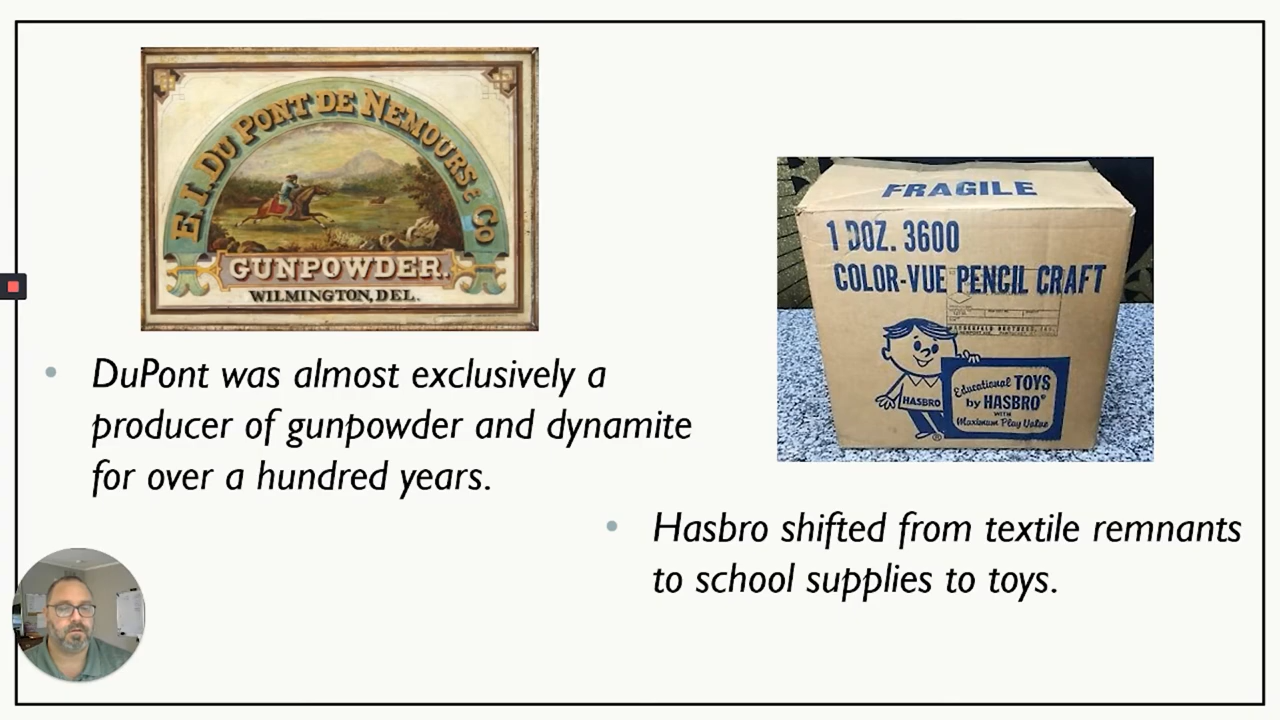 E. I. DU PONT DE NEMOURS & CO
GUNPOWDER.
WILMINGTON, DEL.
DuPont was almost exclusively a
producer of gunpowder and dynamite
for over a hundred years.
FRAGILE
1 DOZ. 3600
COLOR-VUE PENCIL CRAFT
HASBRO
Educational TOYS
by HASBRO®
WITH
Maximum Play Value
Hasbro shifted from textile remnants
to school supplies to toys.